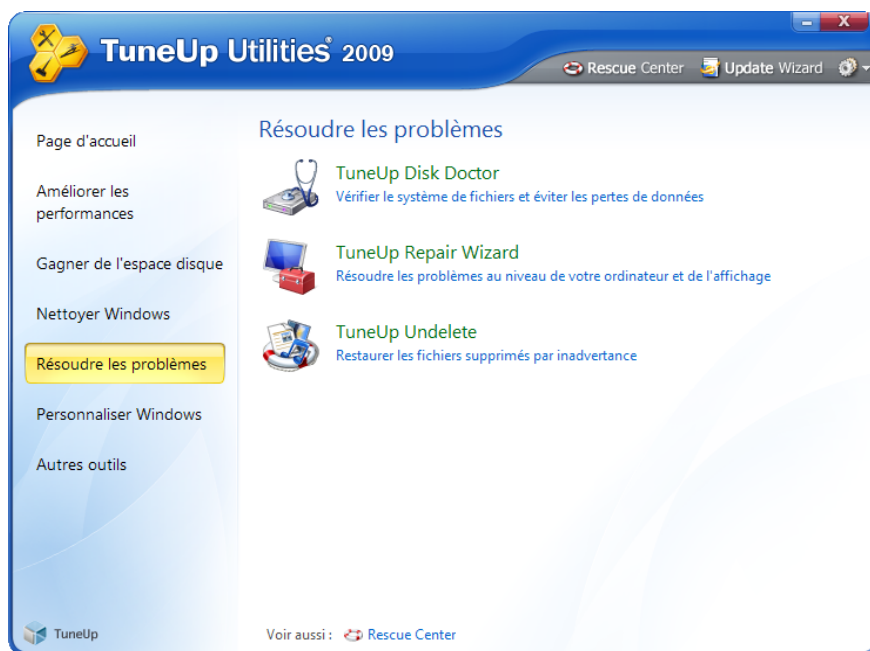 TuneUp Utilities® 2009
Rescue Center
Update Wizard
Page d'accueil
Améliorer les
performances
Gagner de l'espace disque
Nettoyer Windows
Résoudre les problèmes
Personnaliser Windows
Autres outils
TuneUp
Résoudre les problèmes
TuneUp Disk Doctor
Vérifier le système de fichiers et éviter les pertes de données
TuneUp Repair Wizard
Résoudre les problèmes au niveau de votre ordinateur et de l'affichage
TuneUp Undelete
Restaurer les fichiers supprimés par inadvertance
Voir aussi : Rescue Center